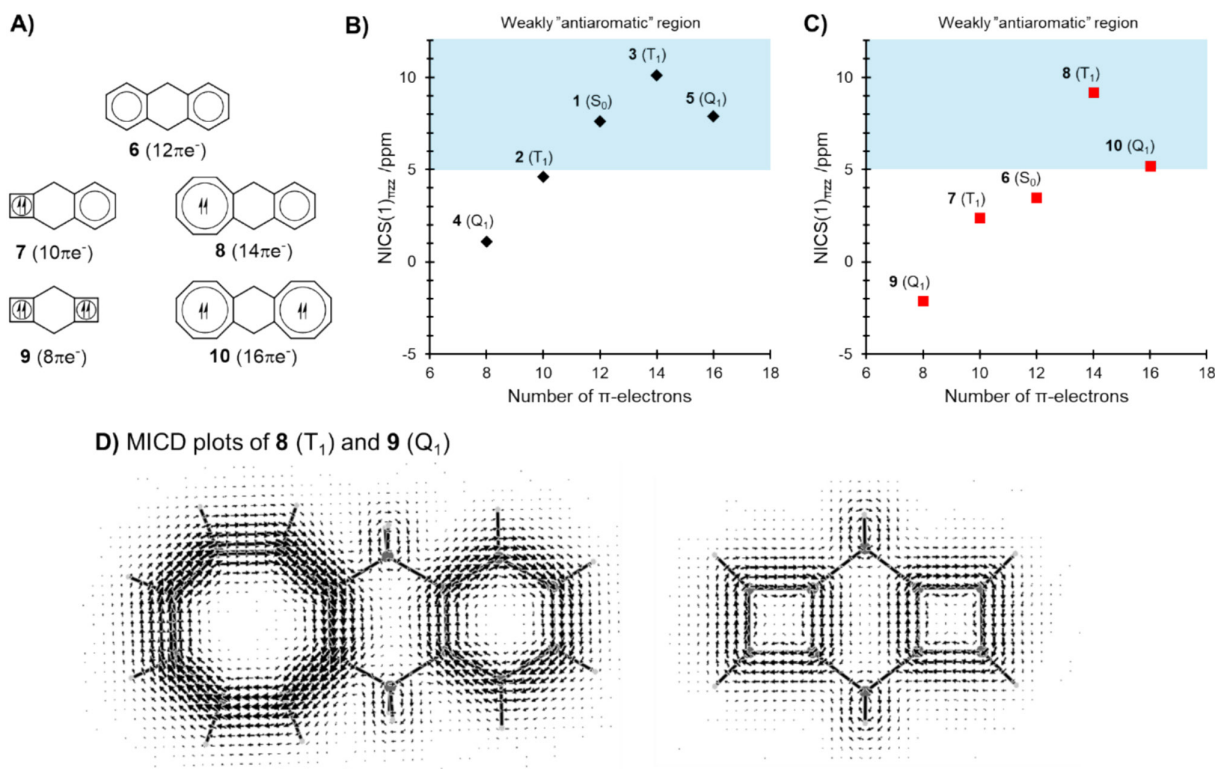 A)
6 (12πe⁻)
7 (10πe⁻)
8 (14πe⁻)
9 (8πe⁻)
10 (16πe⁻)
B)
Weakly "antiaromatic" region
NICS(1)πzz /ppm
10
5
0
-5
6 8 10 12 14 16 18
Number of π-electrons
3 (T₁)
1 (S₀)
5 (Q₁)
2 (T₁)
4 (Q₁)
C)
Weakly "antiaromatic" region
NICS(1)πzz /ppm
10
5
0
-5
6 8 10 12 14 16 18
Number of π-electrons
8 (T₁)
10 (Q₁)
6 (S₀)
7 (T₁)
9 (Q₁)
D) MICD plots of 8 (T₁) and 9 (Q₁)